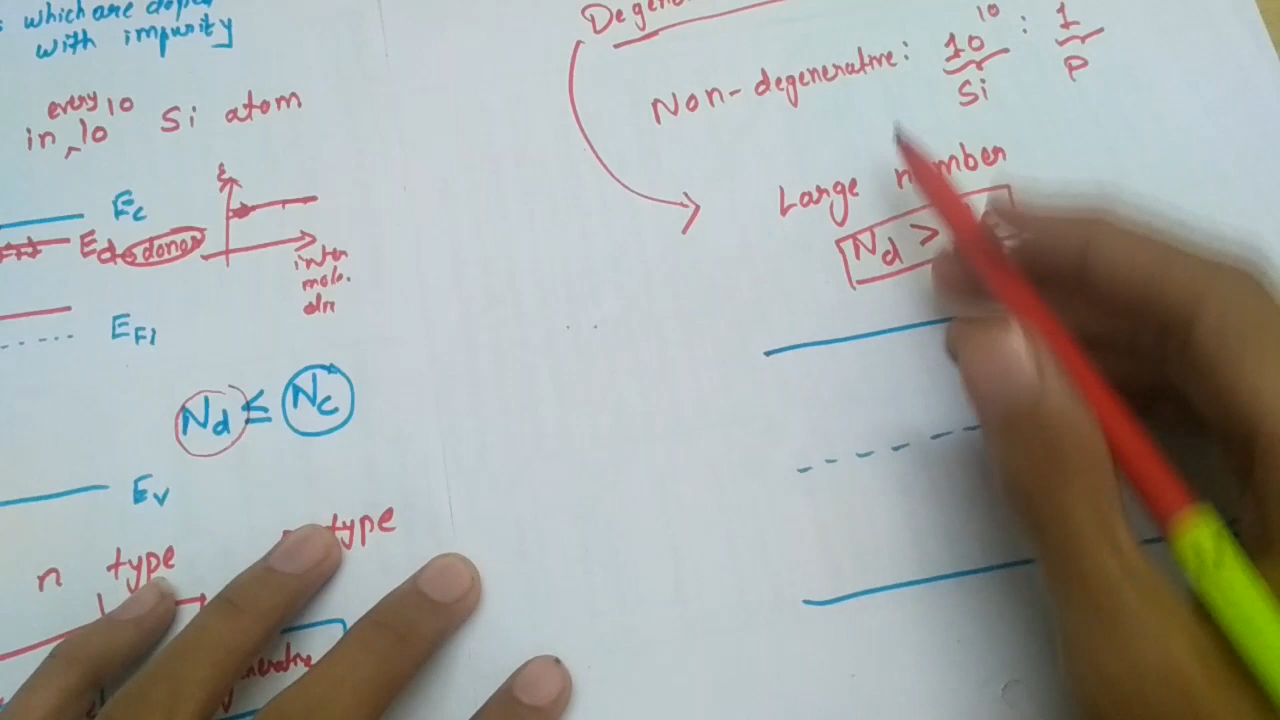 which are doped
with impurity
every 10
in 10 Si atom
Ec
Ed donor
E
inter
mole.
dn
EFi
Nd ≤ Nc
Ev
n type
type
Non-degenerative: 10^10 : 1
Si P
Large number
Nd >